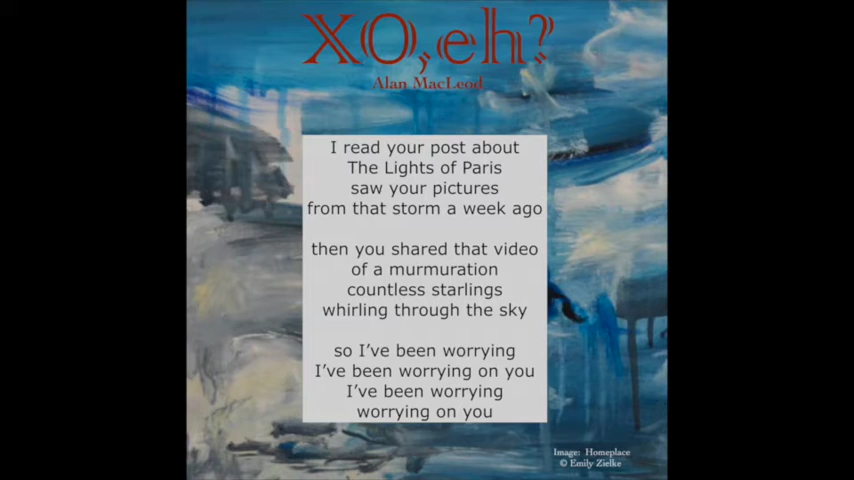 XO, eh?
Alan MacLeod
I read your post about
The Lights of Paris
saw your pictures
from that storm a week ago
then you shared that video
of a murmuration
countless starlings
whirling through the sky
so I've been worrying
I've been worrying on you
I've been worrying
worrying on you
Image: Homeplace
© Emily Zielke